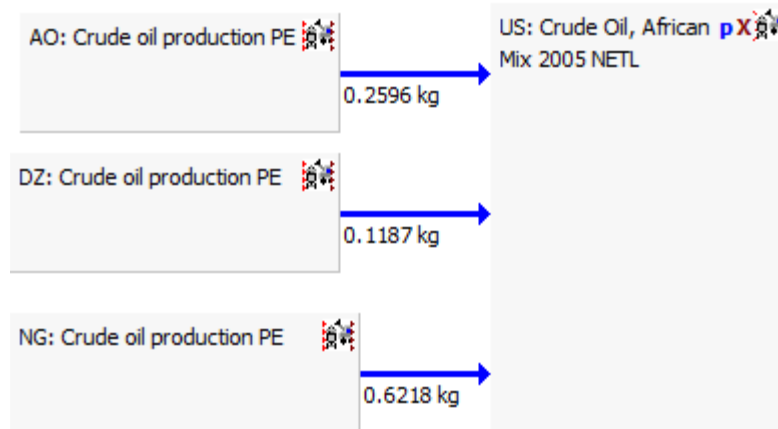 AO: Crude oil production PE
0.2596 kg
US: Crude Oil, African pX
Mix 2005 NETL
DZ: Crude oil production PE
0.1187 kg
NG: Crude oil production PE
0.6218 kg